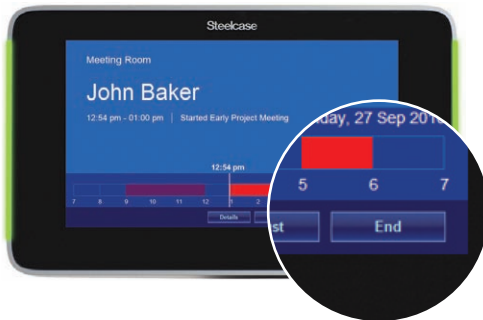 Steelcase
Meeting Room
John Baker
12:54 pm - 01:00 pm | Started Early Project Meeting
day, 27 Sep 201
12:54 pm
7 8 9 10 11 12 1 2
5 6 7
Details
st
End